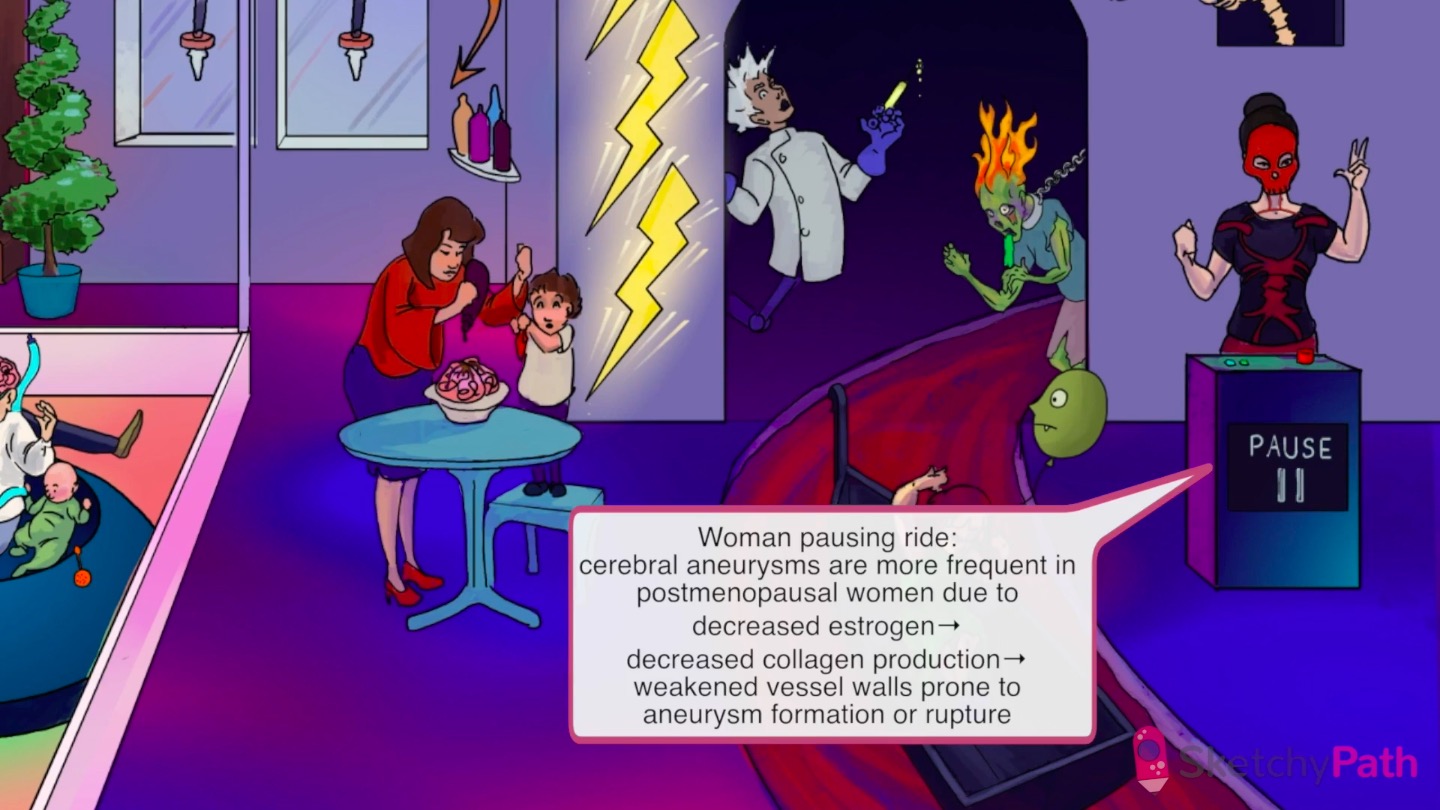 PAUSE
Woman pausing ride:
cerebral aneurysms are more frequent in
postmenopausal women due to
decreased estrogen→
decreased collagen production→
weakened vessel walls prone to
aneurysm formation or rupture
SketchyPath